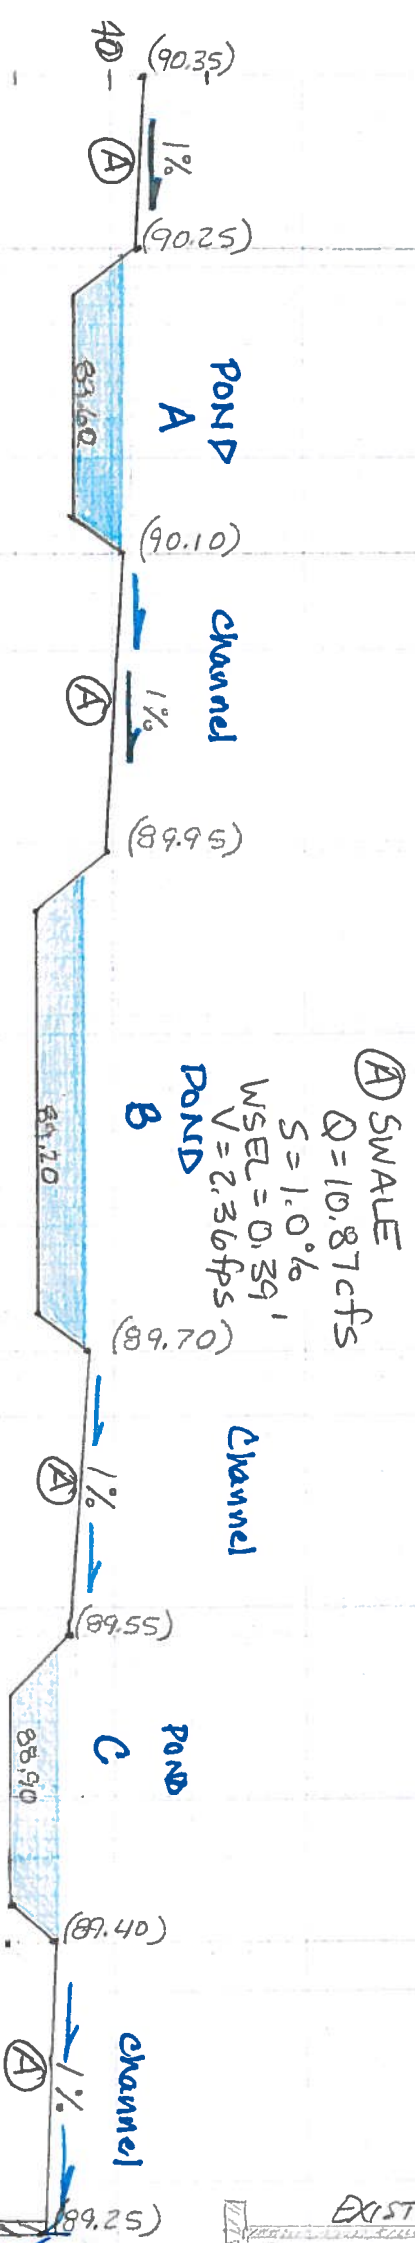 90
(90.35)
1%
A
(90.25)
POND
A
89.60
(90.10)
Channel
1%
A
(89.95)
A SWALE
Q=10.87cfs
S=1.0%
WSEL=0.39'
V=2.36fps
POND
B
89.20
(89.70)
Channel
1%
A
(89.55)
POND
C
88.90
(89.40)
Channel
1%
A
(89.25)
EXIST